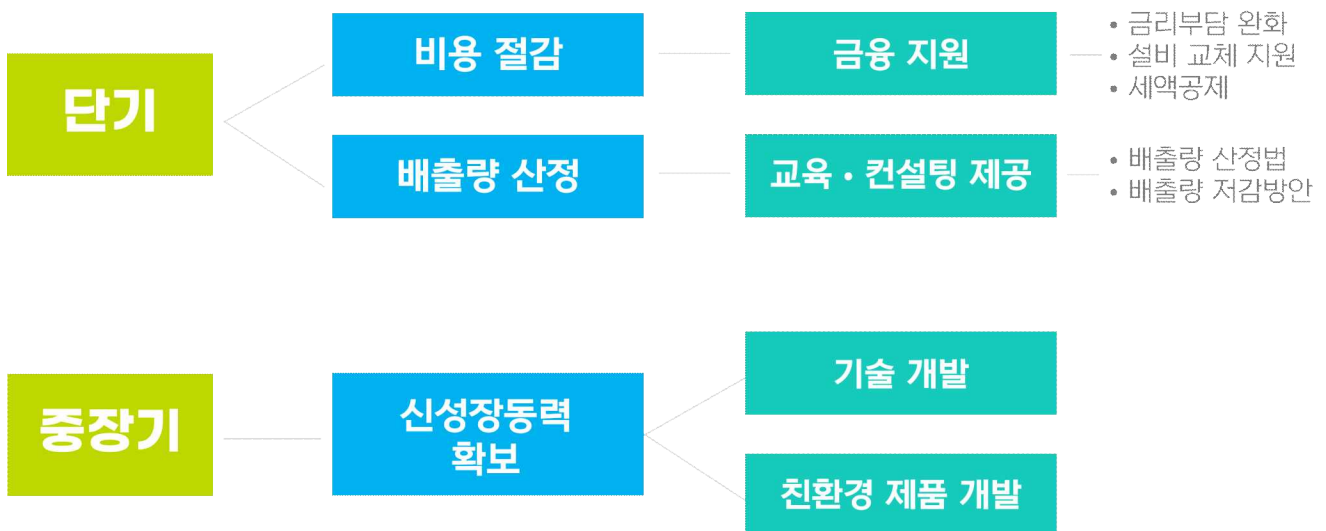 단기
비용 절감
금융 지원
• 금리부담 완화
• 설비 교체 지원
• 세액공제
배출량 산정
교육 • 컨설팅 제공
• 배출량 산정법
• 배출량 저감방안
중장기
신성장동력
확보
기술 개발
친환경 제품 개발